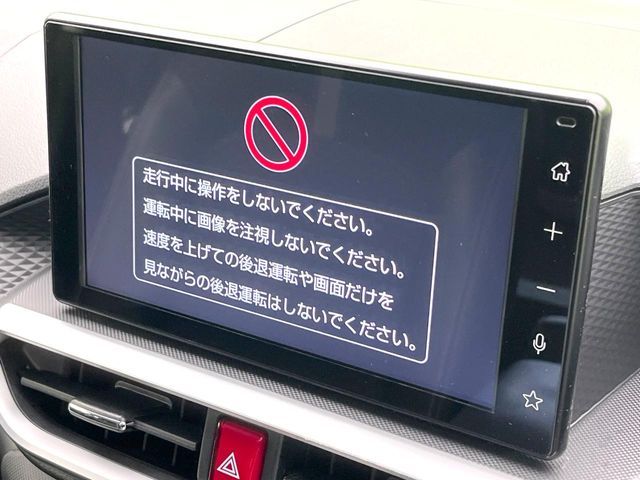 走行中に操作をしないでください。
運転中に画像を注視しないでください。
速度を上げての後退運転や画面だけを
見ながらの後退運転はしないでください。